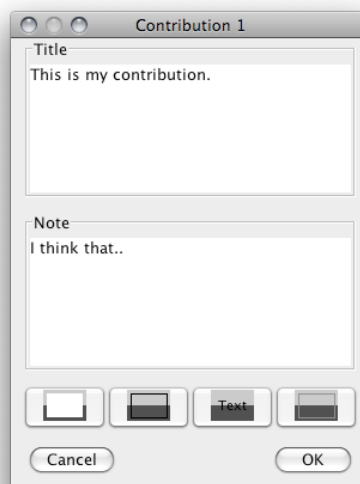 Contribution 1
Title
This is my contribution.
Note
I think that..
Text
Cancel
OK